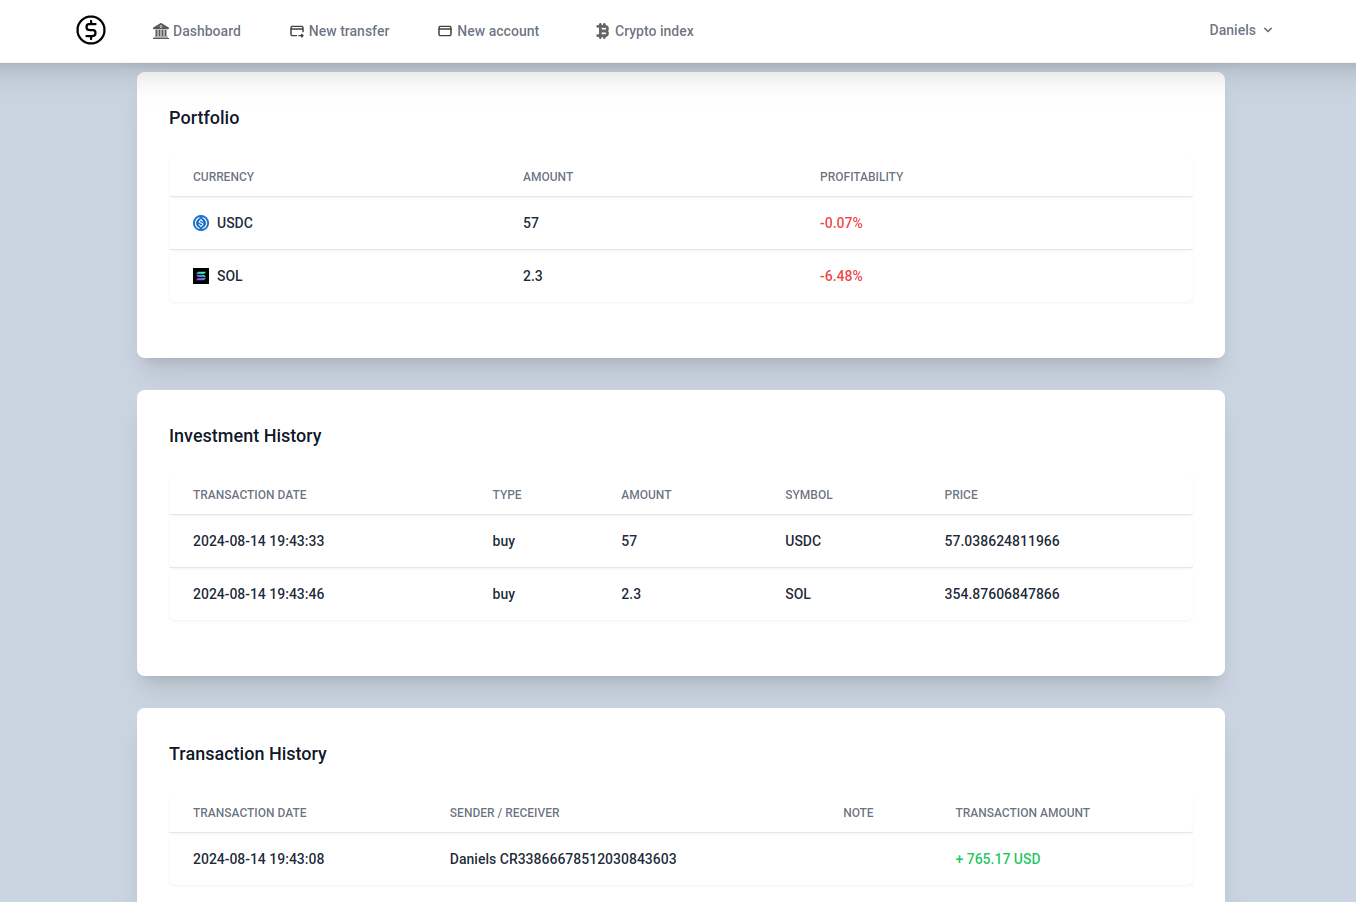 Dashboard New transfer New account Crypto index Daniels
Portfolio
CURRENCY AMOUNT PROFITABILITY
USDC 57 -0.07%
SOL 2.3 -6.48%
Investment History
TRANSACTION DATE TYPE AMOUNT SYMBOL PRICE
2024-08-14 19:43:33 buy 57 USDC 57.038624811966
2024-08-14 19:43:46 buy 2.3 SOL 354.87606847866
Transaction History
TRANSACTION DATE SENDER / RECEIVER NOTE TRANSACTION AMOUNT
2024-08-14 19:43:08 Daniels CR33866678512030843603 + 765.17 USD